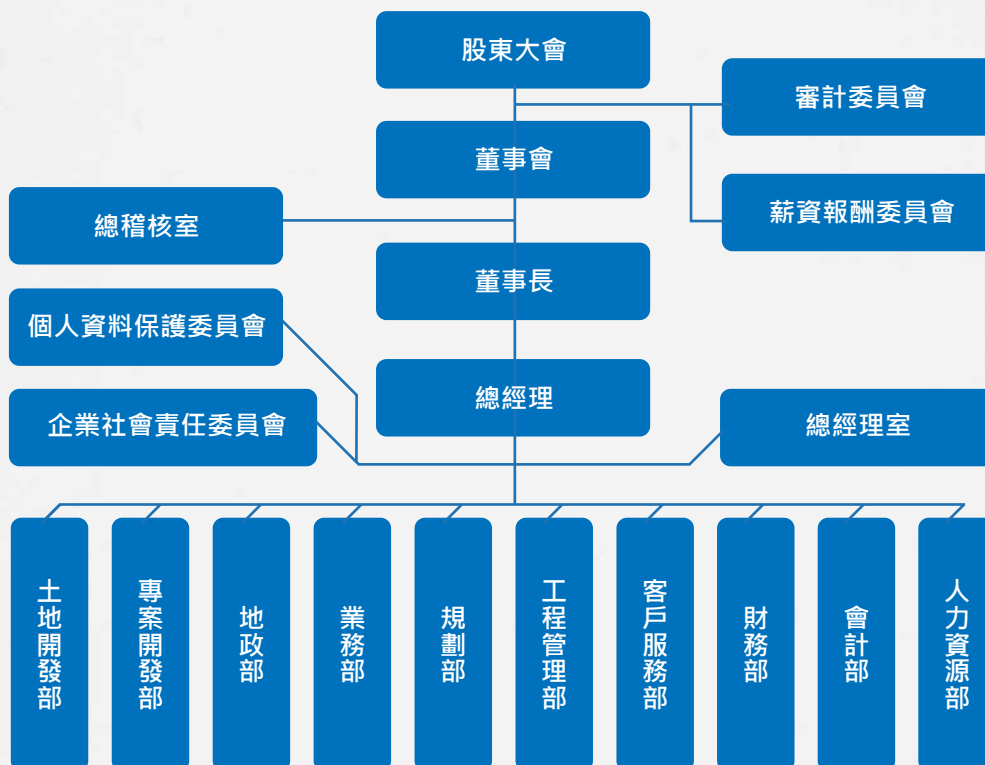 股東大會
審計委員會
董事會
薪資報酬委員會
總稽核室
董事長
個人資料保護委員會
總經理
企業社會責任委員會
總經理室
土地開發部
專案開發部
地政部
業務部
規劃部
工程管理部
客戶服務部
財務部
會計部
人力資源部